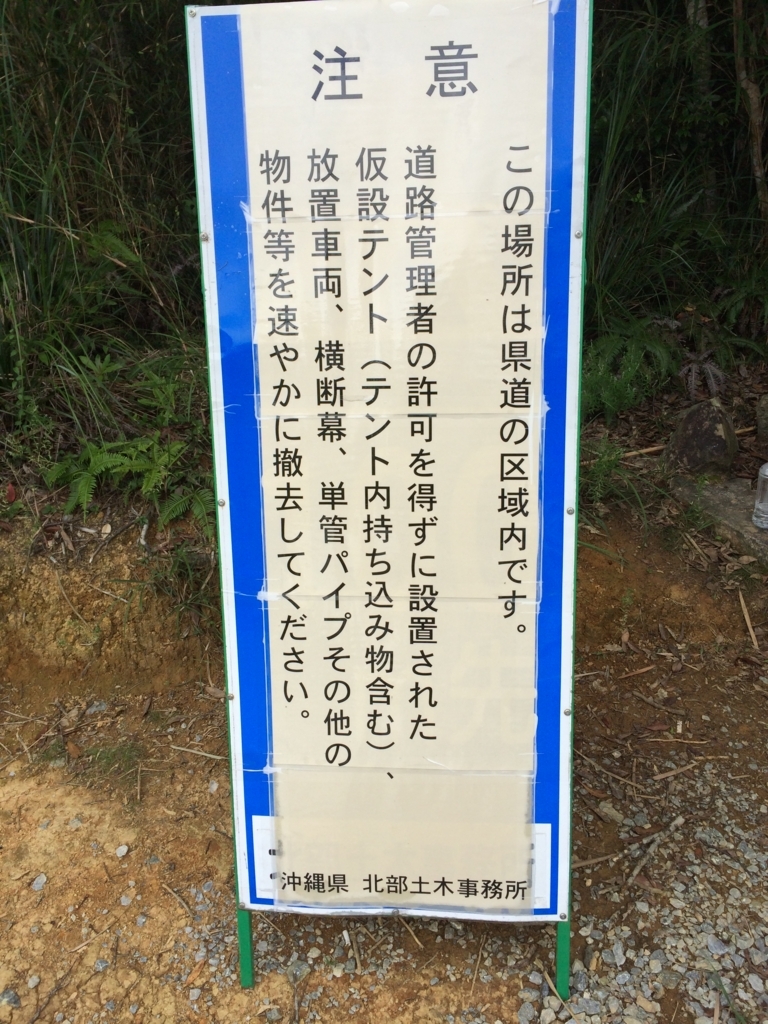 注意
この場所は県道の区域内です。
道路管理者の許可を得ずに設置された
仮設テント（テント内持ち込み物含む）、
放置車両、横断幕、単管パイプその他の
物件等を速やかに撤去してください。
沖縄県 北部土木事務所